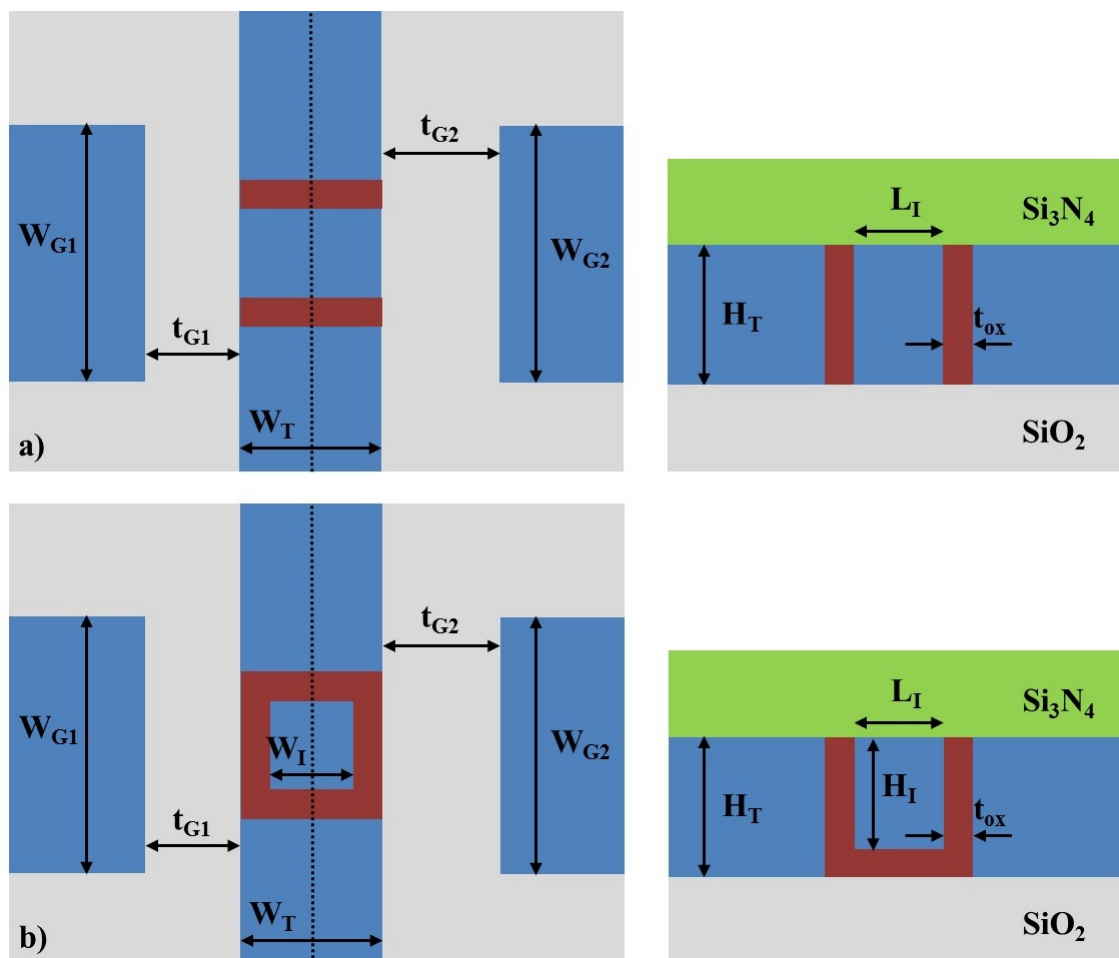 W_G1
t_G1
W_T
t_G2
W_G2
a)
L_I
Si₃N₄
H_T
t_ox
SiO₂
W_G1
t_G1
W_I
W_T
t_G2
W_G2
b)
L_I
Si₃N₄
H_T
H_I
t_ox
SiO₂